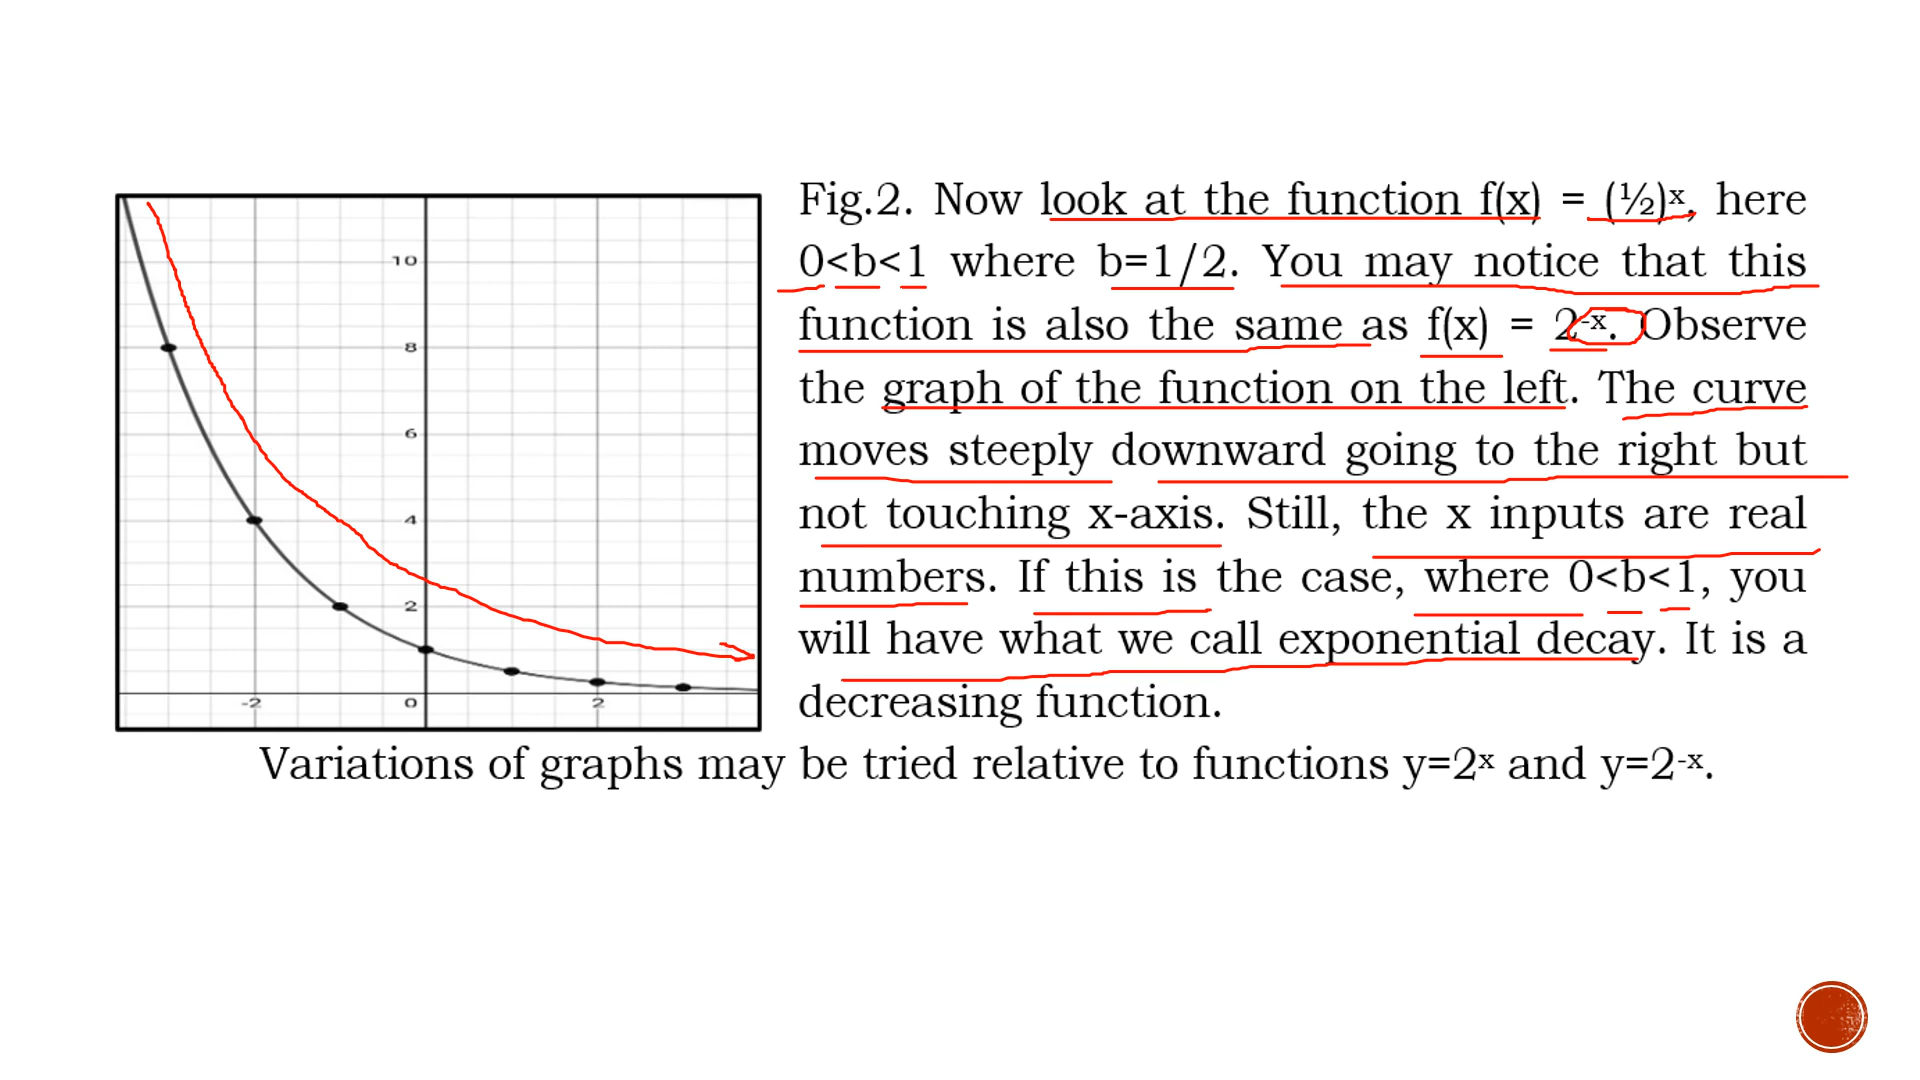 Fig.2. Now look at the function f(x) = (½)ˣ, here
0<b<1 where b=1/2. You may notice that this
function is also the same as f(x) = 2⁻ˣ. Observe
the graph of the function on the left. The curve
moves steeply downward going to the right but
not touching x-axis. Still, the x inputs are real
numbers. If this is the case, where 0<b<1, you
will have what we call exponential decay. It is a
decreasing function.
Variations of graphs may be tried relative to functions y=2ˣ and y=2⁻ˣ.
10
8
6
4
2
-2 0 2